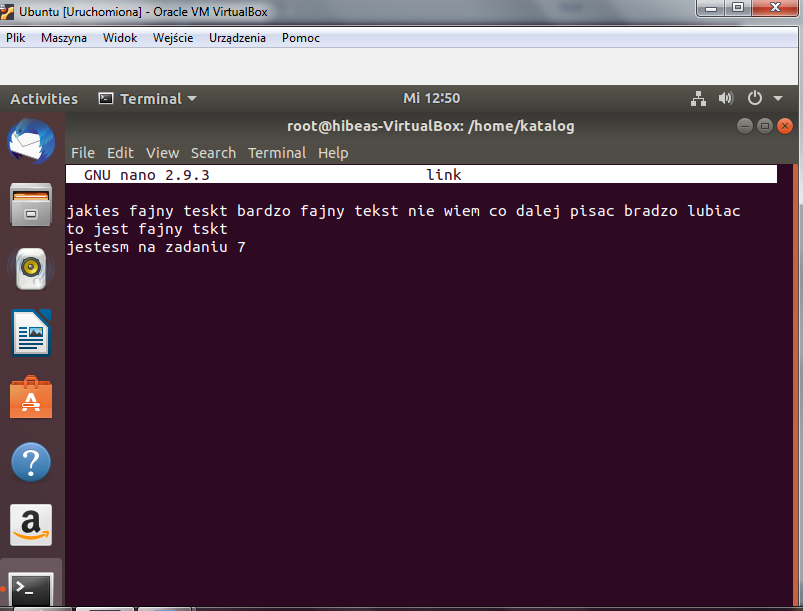 Ubuntu [Uruchomiona] - Oracle VM VirtualBox
Plik Maszyna Widok Wejście Urządzenia Pomoc
Activities Terminal Mi 12:50
root@hibeas-VirtualBox: /home/katalog
File Edit View Search Terminal Help
GNU nano 2.9.3 link
jakies fajny teskt bardzo fajny tekst nie wiem co dalej pisac bradzo lubiac
to jest fajny tskt
jestesm na zadaniu 7